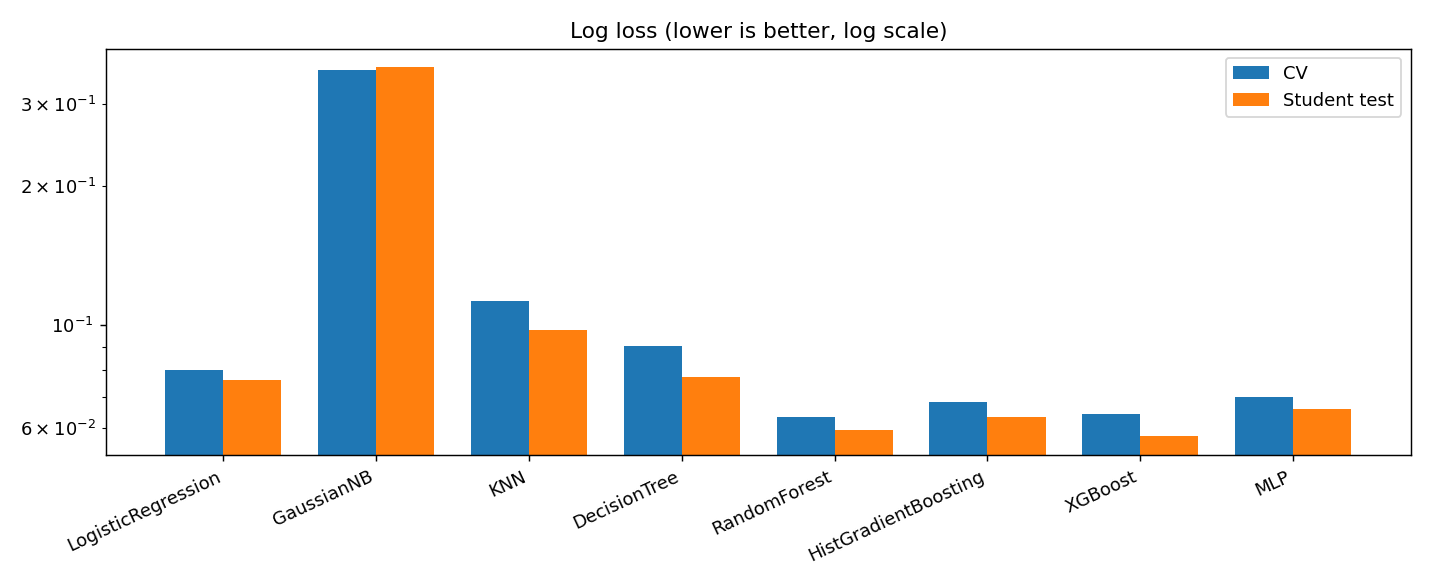 Log loss (lower is better, log scale)
CV
Student test
3 × 10⁻¹
2 × 10⁻¹
10⁻¹
6 × 10⁻²
LogisticRegression
GaussianNB
KNN
DecisionTree
RandomForest
HistGradientBoosting
XGBoost
MLP